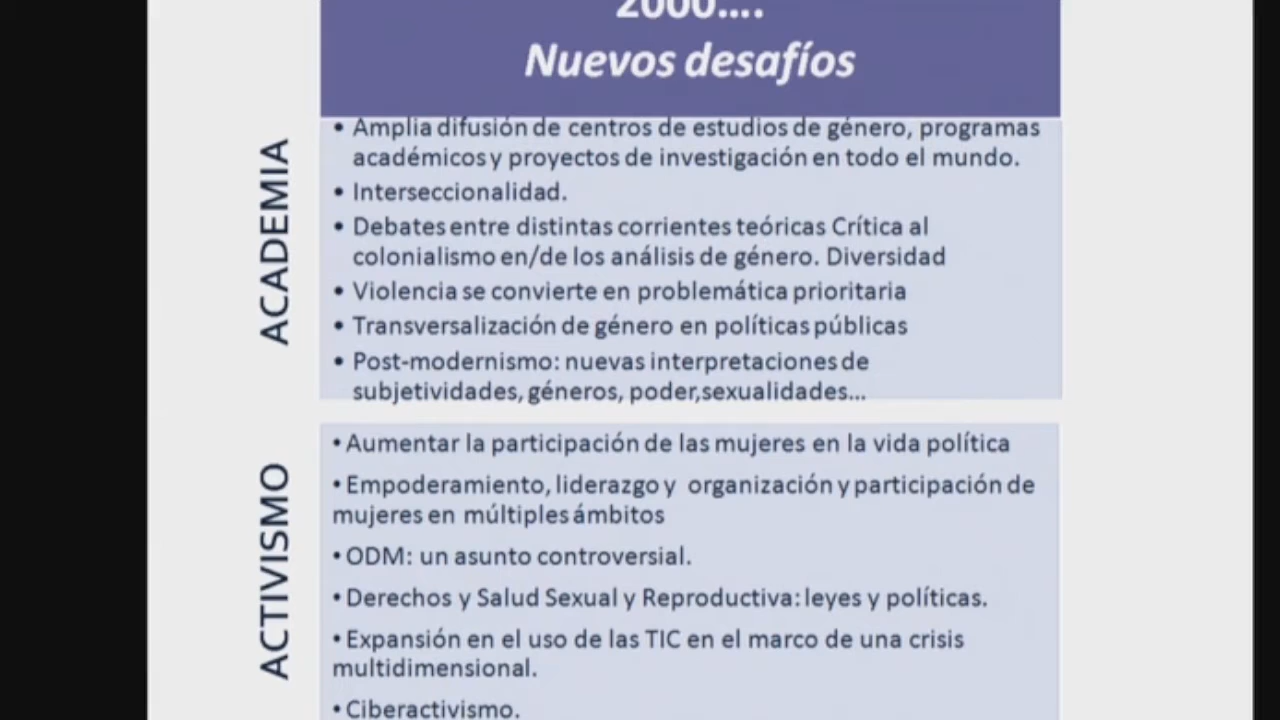 2000....
Nuevos desafíos
ACADEMIA
• Amplia difusión de centros de estudios de género, programas
académicos y proyectos de investigación en todo el mundo.
• Interseccionalidad.
• Debates entre distintas corrientes teóricas Crítica al
colonialismo en/de los análisis de género. Diversidad
• Violencia se convierte en problemática prioritaria
• Transversalización de género en políticas públicas
• Post-modernismo: nuevas interpretaciones de
subjetividades, géneros, poder,sexualidades...
ACTIVISMO
• Aumentar la participación de las mujeres en la vida política
• Empoderamiento, liderazgo y organización y participación de
mujeres en múltiples ámbitos
• ODM: un asunto controversial.
• Derechos y Salud Sexual y Reproductiva: leyes y políticas.
• Expansión en el uso de las TIC en el marco de una crisis
multidimensional.
• Ciberactivismo.